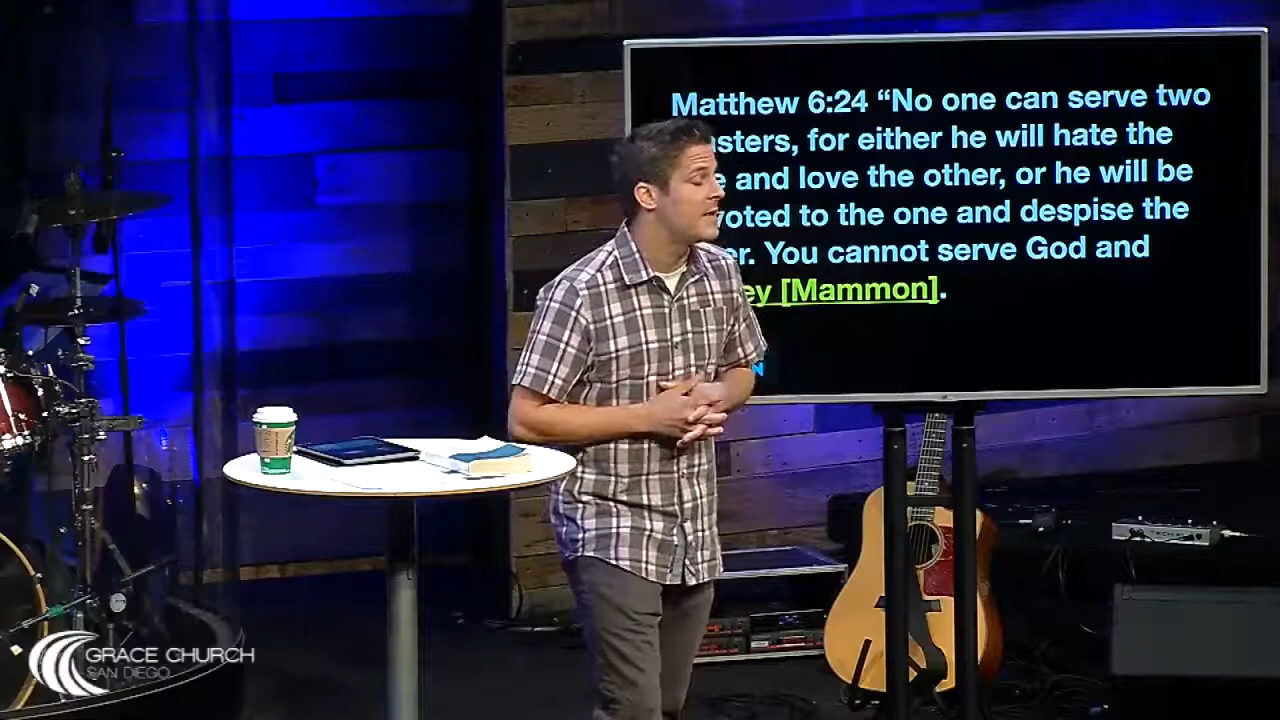 Matthew 6:24 “No one can serve two
asters, for either he will hate the
e and love the other, or he will be
voted to the one and despise the
er. You cannot serve God and
ey [Mammon].
N
GRACE CHURCH
SAN DIEGO